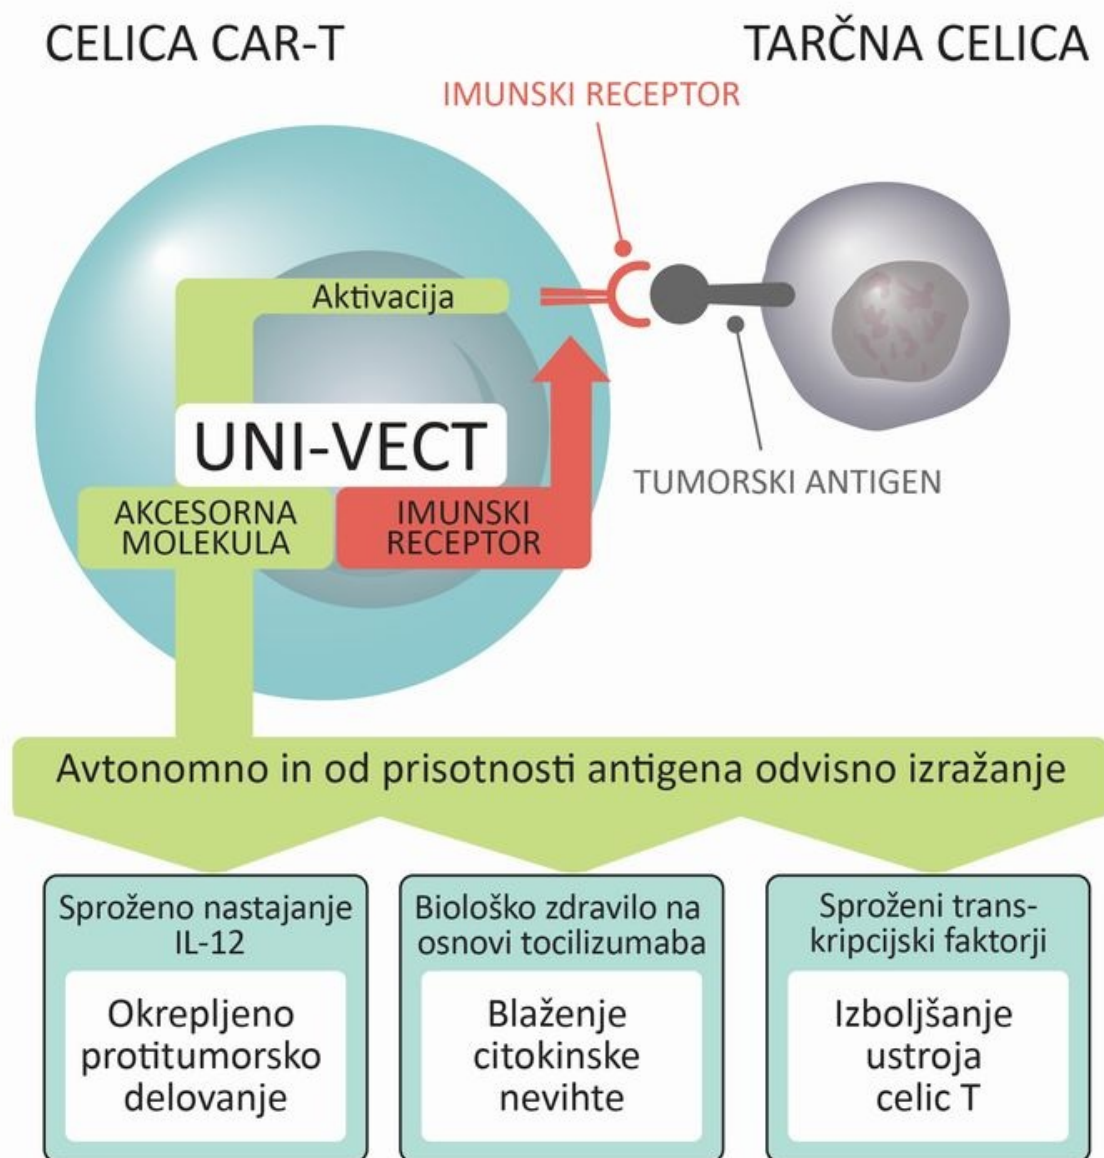 CELICA CAR-T
TARČNA CELICA
IMUNSKI RECEPTOR
Aktivacija
UNI-VECT
TUMORSKI ANTIGEN
AKCESORNA
MOLEKULA
IMUNSKI
RECEPTOR
Avtonomno in od prisotnosti antigena odvisno izražanje
Sproženo nastajanje
IL-12
Okrepljeno
protitumorsko
delovanje
Biološko zdravilo na
osnovi tocilizumaba
Blaženje
citokinske
nevihte
Sproženi trans-
kripcijski faktorji
Izboljšanje
ustroja
celic T